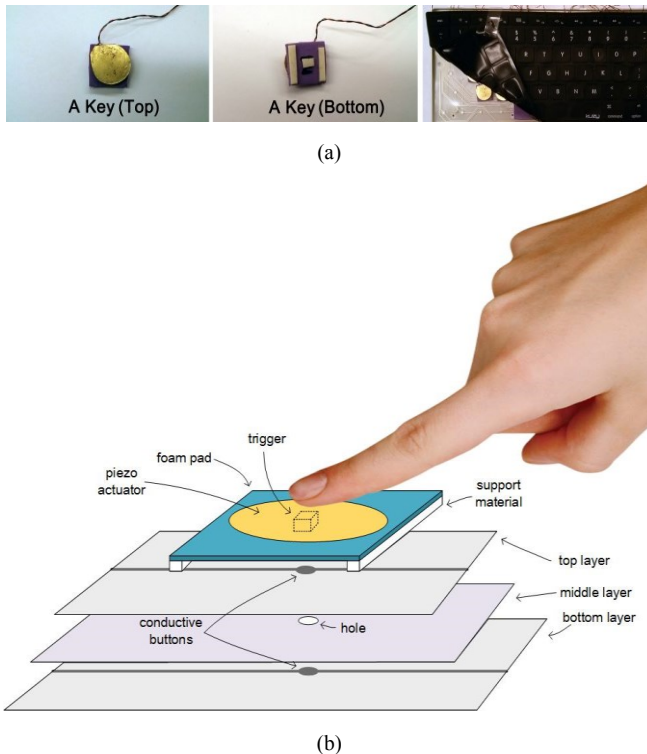 A Key (Top)
A Key (Bottom)
R T Y U I O P
G H J K L
V B N M
(a)
trigger
foam pad
piezo
actuator
support
material
top layer
middle layer
conductive
buttons
hole
bottom layer
(b)